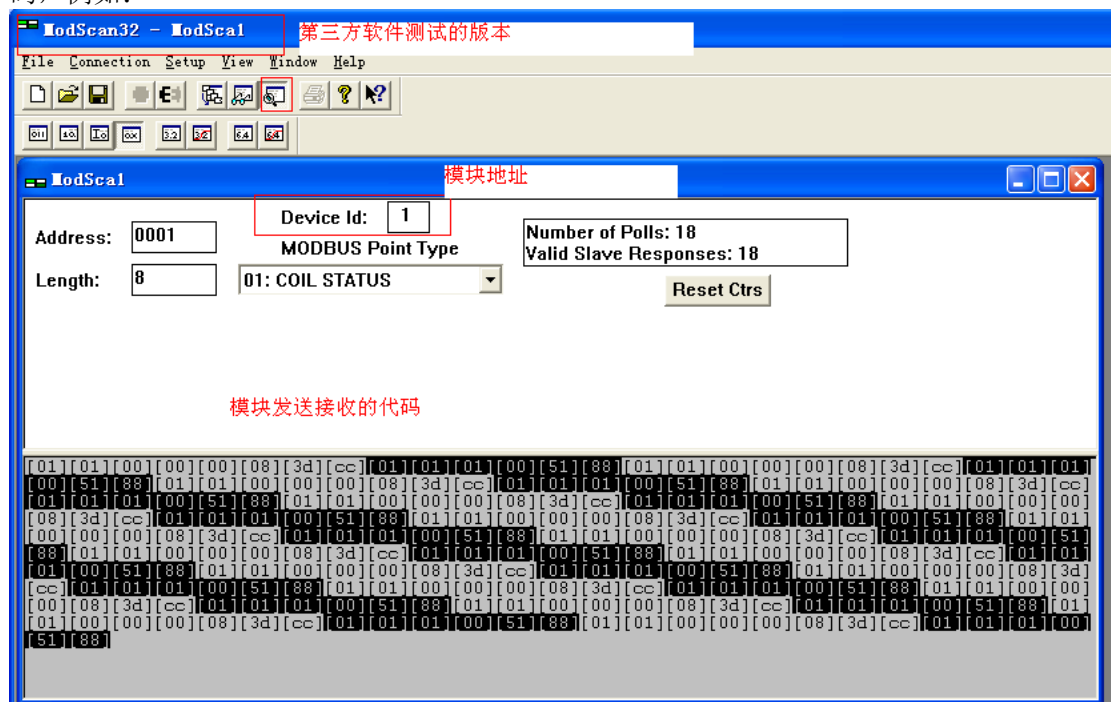 ，例如:
ModScan32 - ModScal
第三方软件测试的版本
File Connection Setup View Window Help
ModScal
模块地址
Device Id: 1
Address: 0001
MODBUS Point Type
Number of Polls: 18
Valid Slave Responses: 18
Length: 8
01: COIL STATUS
Reset Ctrs
模块发送接收的代码
[01][01][00][00][00][08][3d][cc][01][01][01][00][51][88][01][01][00][00][00][08][3d][cc][01][01][01]
[00][51][88][01][01][00][00][00][08][3d][cc][01][01][01][00][51][88][01][01][00][00][00][08][3d][cc]
[01][01][01][00][51][88][01][01][00][00][00][08][3d][cc][01][01][01][00][51][88][01][01][00][00][00]
[08][3d][cc][01][01][01][00][51][88][01][01][00][00][00][08][3d][cc][01][01][01][00][51][88][01][01]
[00][00][00][08][3d][cc][01][01][01][00][51][88][01][01][00][00][00][08][3d][cc][01][01][01][00][51]
[88][01][01][00][00][00][08][3d][cc][01][01][01][00][51][88][01][01][00][00][00][08][3d][cc][01][01]
[01][00][51][88][01][01][00][00][00][08][3d][cc][01][01][01][00][51][88][01][01][00][00][00][08][3d]
[cc][01][01][01][00][51][88][01][01][00][00][00][08][3d][cc][01][01][01][00][51][88][01][01][00][00]
[00][08][3d][cc][01][01][01][00][51][88][01][01][00][00][00][08][3d][cc][01][01][01][00][51][88][01]
[01][00][00][00][08][3d][cc][01][01][01][00][51][88][01][01][00][00][00][08][3d][cc][01][01][01][00]
[51][88]